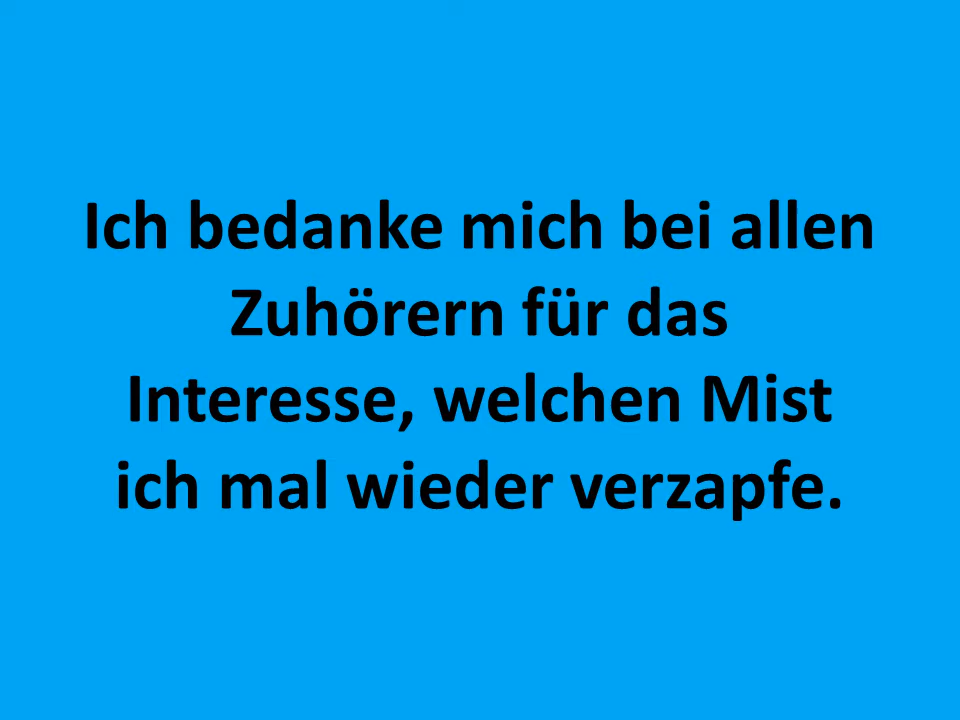 Ich bedanke mich bei allen
Zuhörern für das
Interesse, welchen Mist
ich mal wieder verzapfe.